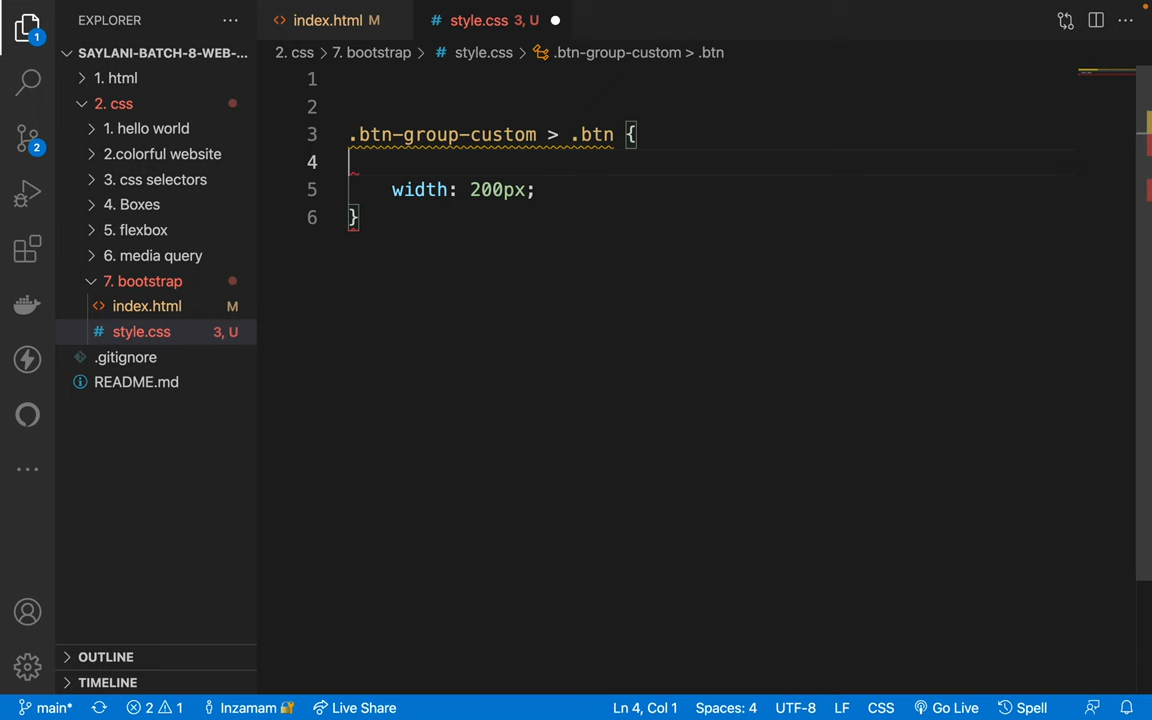 EXPLORER
SAYLANI-BATCH-8-WEB-...
1. html
2. css
1. hello world
2.colorful website
3. css selectors
4. Boxes
5. flexbox
6. media query
7. bootstrap
index.html M
style.css 3, U
.gitignore
README.md
OUTLINE
TIMELINE
index.html M
style.css 3, U
2. css > 7. bootstrap > style.css > .btn-group-custom > .btn
1
2
3 .btn-group-custom > .btn {
4
5 width: 200px;
6 }
1
2
main* 2 1 Inzamam Live Share Ln 4, Col 1 Spaces: 4 UTF-8 LF CSS Go Live Spell